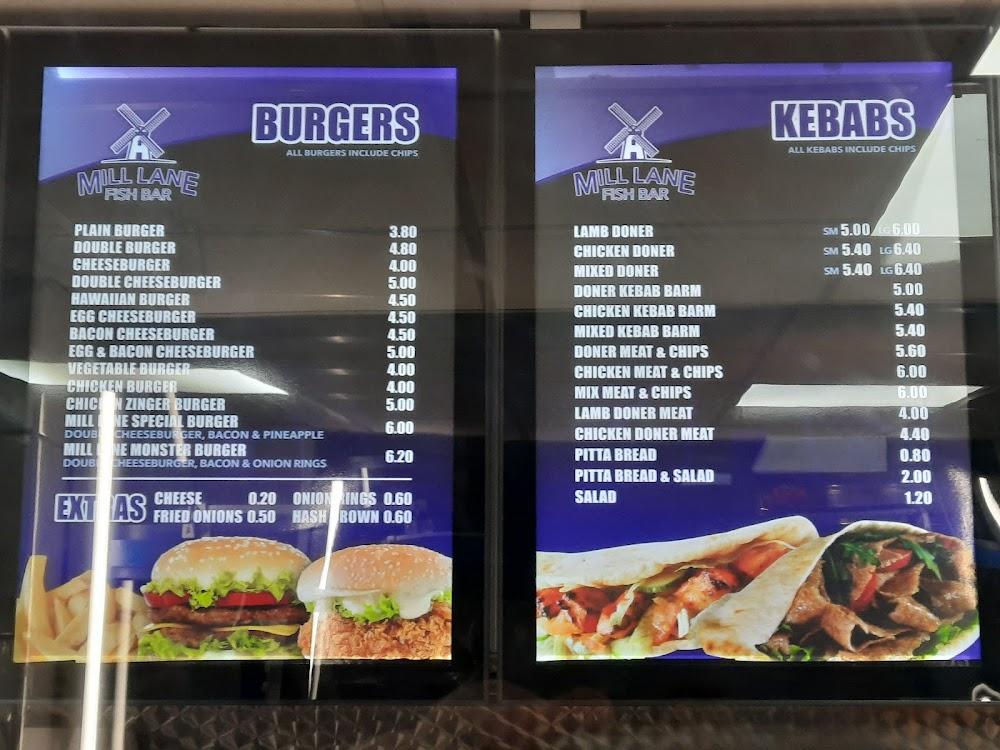 MILL LANE
FISH BAR
BURGERS
ALL BURGERS INCLUDE CHIPS
PLAIN BURGER 3.80
DOUBLE BURGER 4.80
CHEESEBURGER 4.00
DOUBLE CHEESEBURGER 5.00
HAWAIIAN BURGER 4.50
EGG CHEESEBURGER 4.50
BACON CHEESEBURGER 4.50
EGG & BACON CHEESEBURGER 5.00
VEGETABLE BURGER 4.00
CHICKEN BURGER 4.00
CHICKEN ZINGER BURGER 5.00
MILL LANE SPECIAL BURGER 6.00
DOUBLE CHEESEBURGER, BACON & PINEAPPLE
MILL LANE MONSTER BURGER 6.20
DOUBLE CHEESEBURGER, BACON & ONION RINGS
EXTRAS
CHEESE 0.20 ONION RINGS 0.60
FRIED ONIONS 0.50 HASH BROWN 0.60
MILL LANE
FISH BAR
KEBABS
ALL KEBABS INCLUDE CHIPS
LAMB DONER SM 5.00 LG 6.00
CHICKEN DONER SM 5.40 LG 6.40
MIXED DONER SM 5.40 LG 6.40
DONER KEBAB BARM 5.00
CHICKEN KEBAB BARM 5.40
MIXED KEBAB BARM 5.40
DONER MEAT & CHIPS 5.60
CHICKEN MEAT & CHIPS 6.00
MIX MEAT & CHIPS 6.00
LAMB DONER MEAT 4.00
CHICKEN DONER MEAT 4.40
PITTA BREAD 0.80
PITTA BREAD & SALAD 2.00
SALAD 1.20